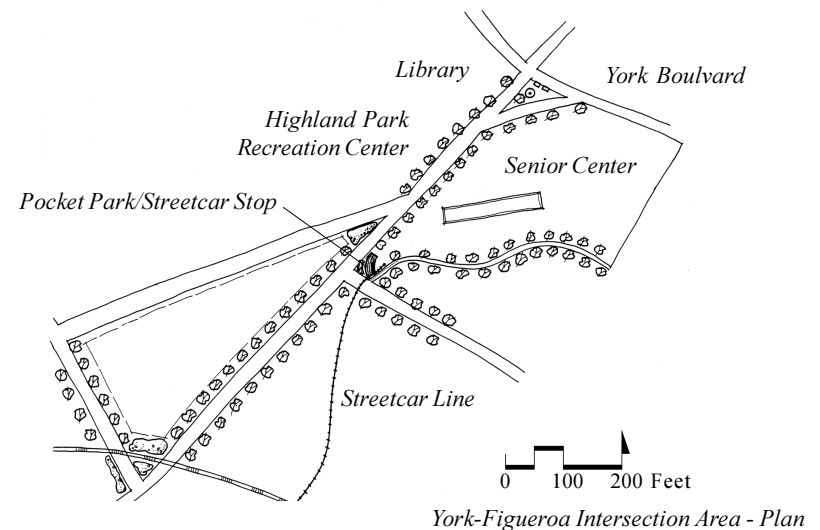 Library
York Boulvard
Highland Park
Recreation Center
Senior Center
Pocket Park/Streetcar Stop
Streetcar Line
0 100 200 Feet
York-Figueroa Intersection Area - Plan